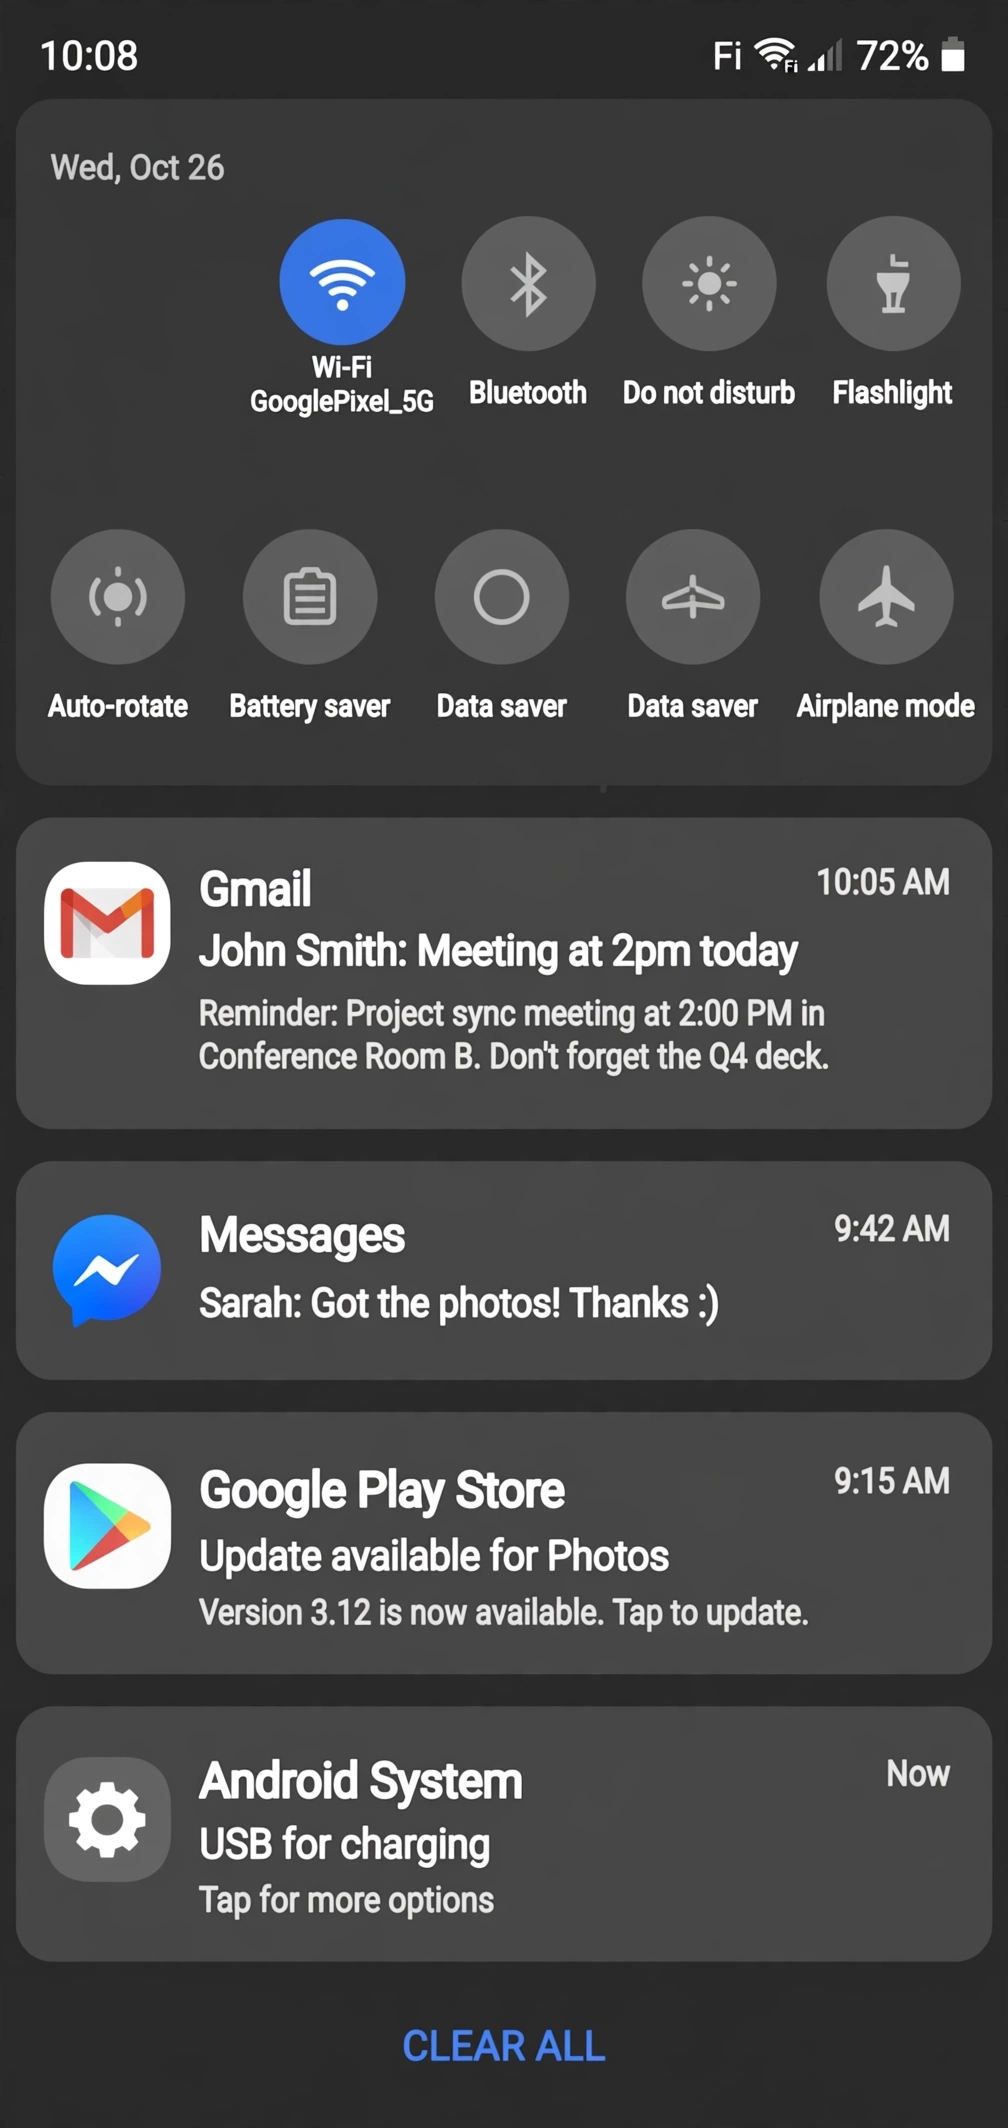 10:08
Fi
Fi
72%
Wed, Oct 26
Wi-Fi
GooglePixel_5G
Bluetooth
Do not disturb
Flashlight
Auto-rotate
Battery saver
Data saver
Data saver
Airplane mode
Gmail
10:05 AM
John Smith: Meeting at 2pm today
Reminder: Project sync meeting at 2:00 PM in
Conference Room B. Don't forget the Q4 deck.
Messages
9:42 AM
Sarah: Got the photos! Thanks :)
Google Play Store
9:15 AM
Update available for Photos
Version 3.12 is now available. Tap to update.
Android System
Now
USB for charging
Tap for more options
CLEAR ALL